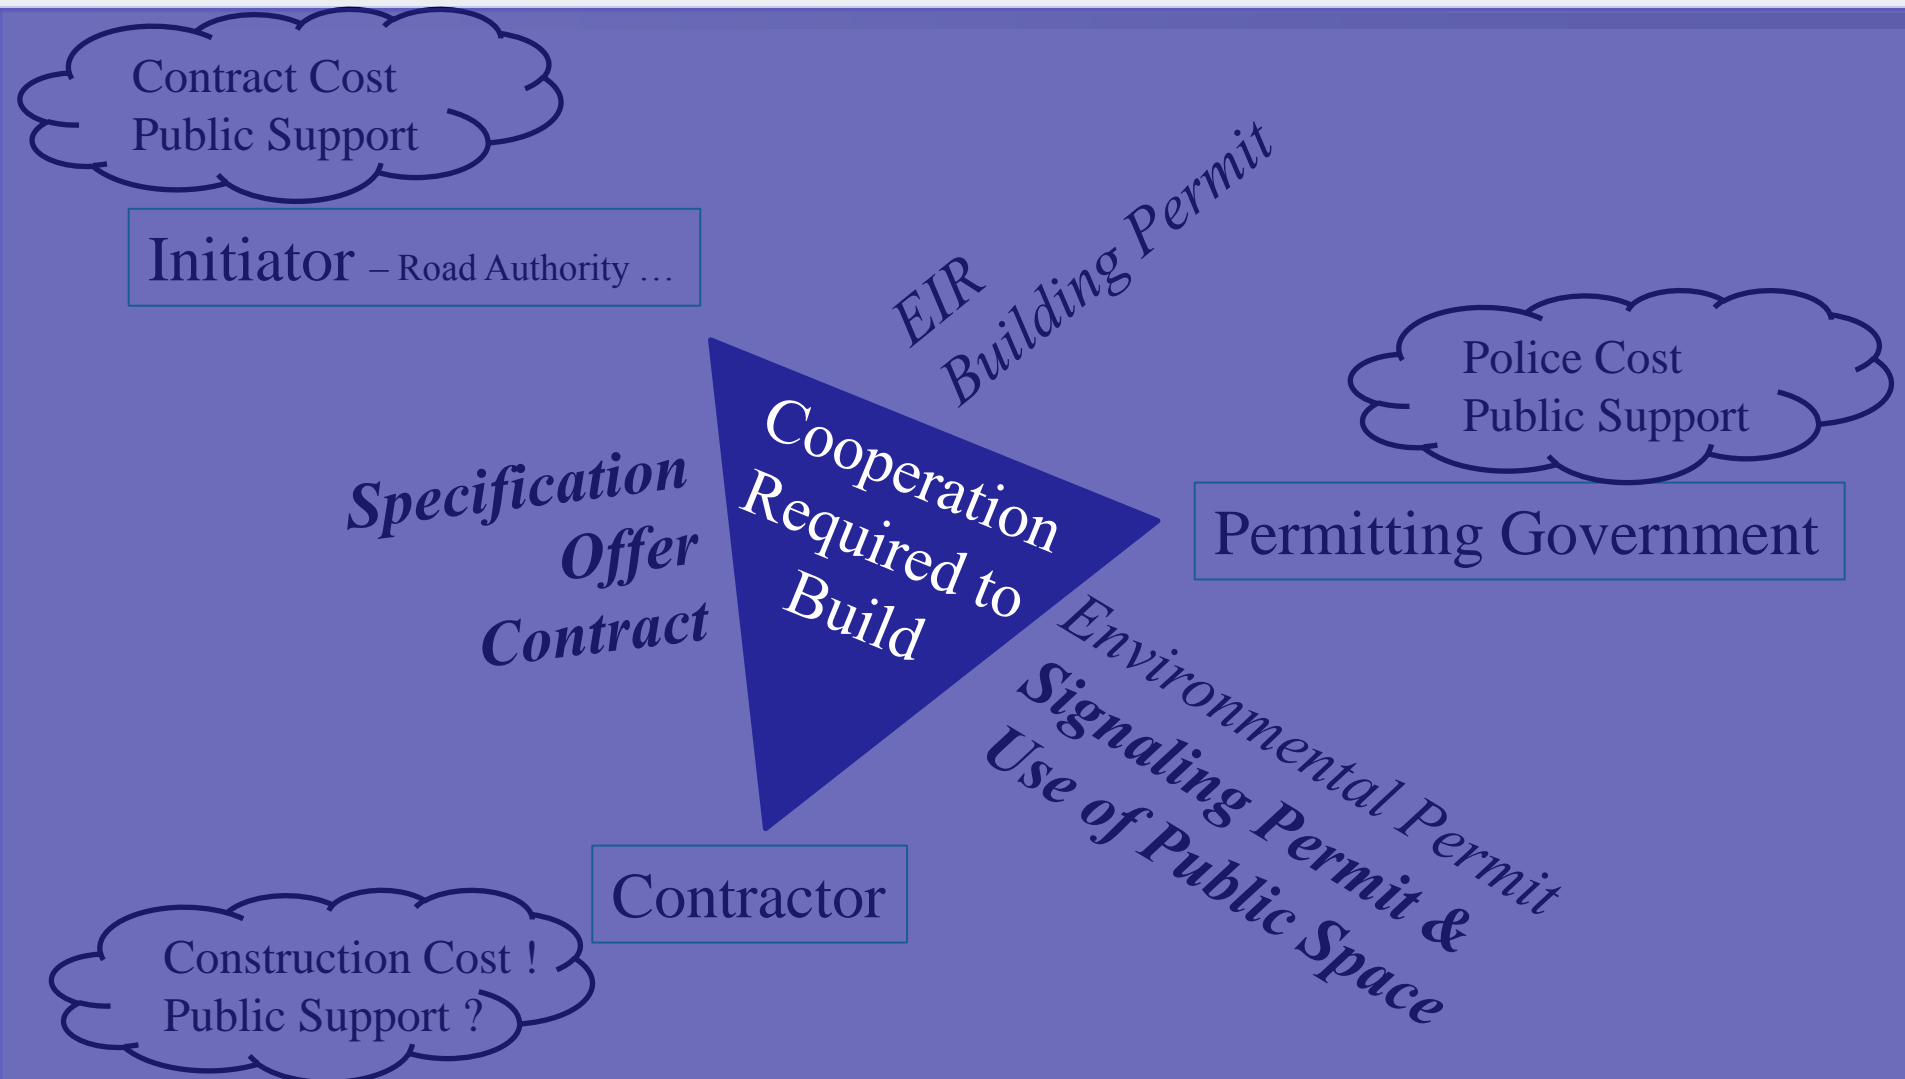 Contract Cost
Public Support
Initiator – Road Authority …
EIR
Building Permit
Police Cost
Public Support
Permitting Government
Cooperation
Required to
Build
Specification
Offer
Contract
Environmental Permit
Signaling Permit &
Use of Public Space
Contractor
Construction Cost !
Public Support ?